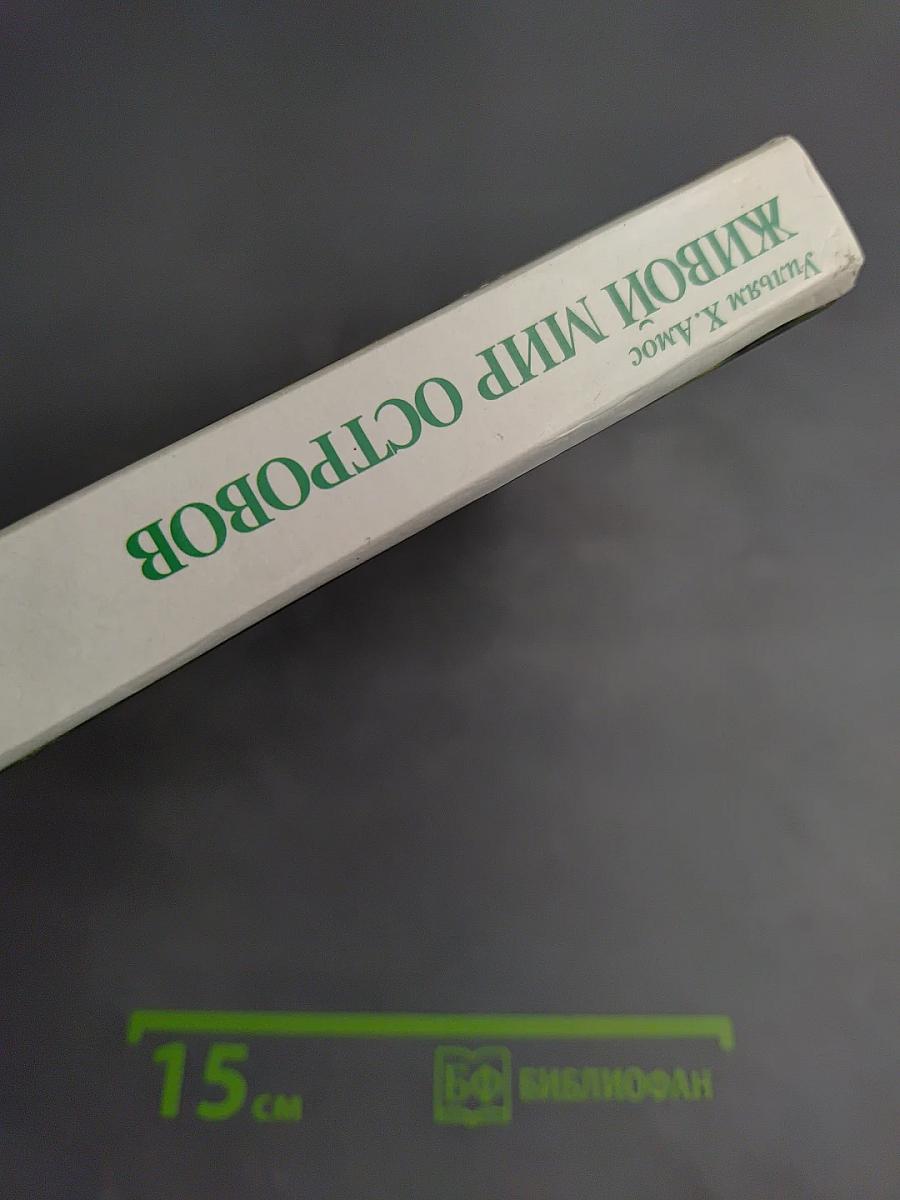 Уильям Х. Амос
ЖИВОЙ МИР ОСТРОВОВ
15 см
БФ БИБЛИОФАН